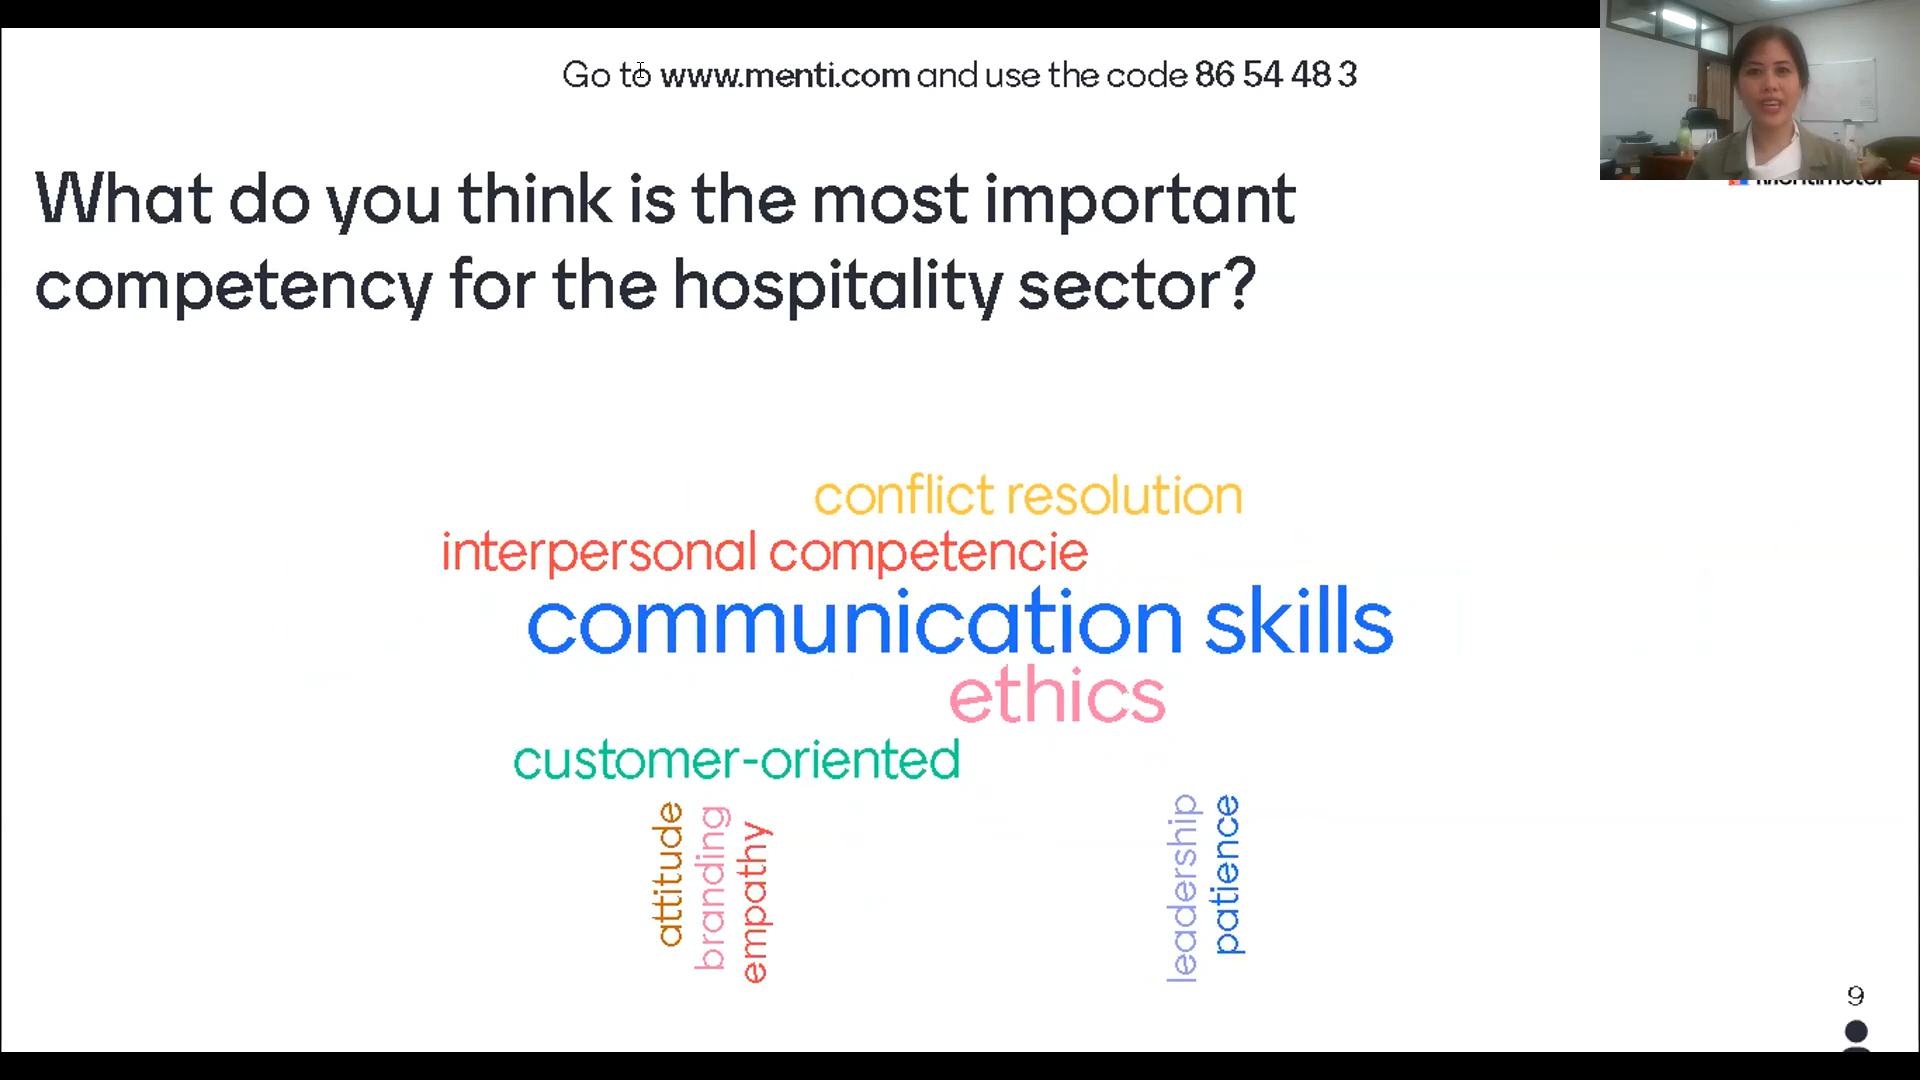 Go to www.menti.com and use the code 86 54 48 3
What do you think is the most important
competency for the hospitality sector?
conflict resolution
interpersonal competencie
communication skills
ethics
customer-oriented
attitude
branding
empathy
leadership
patience
9